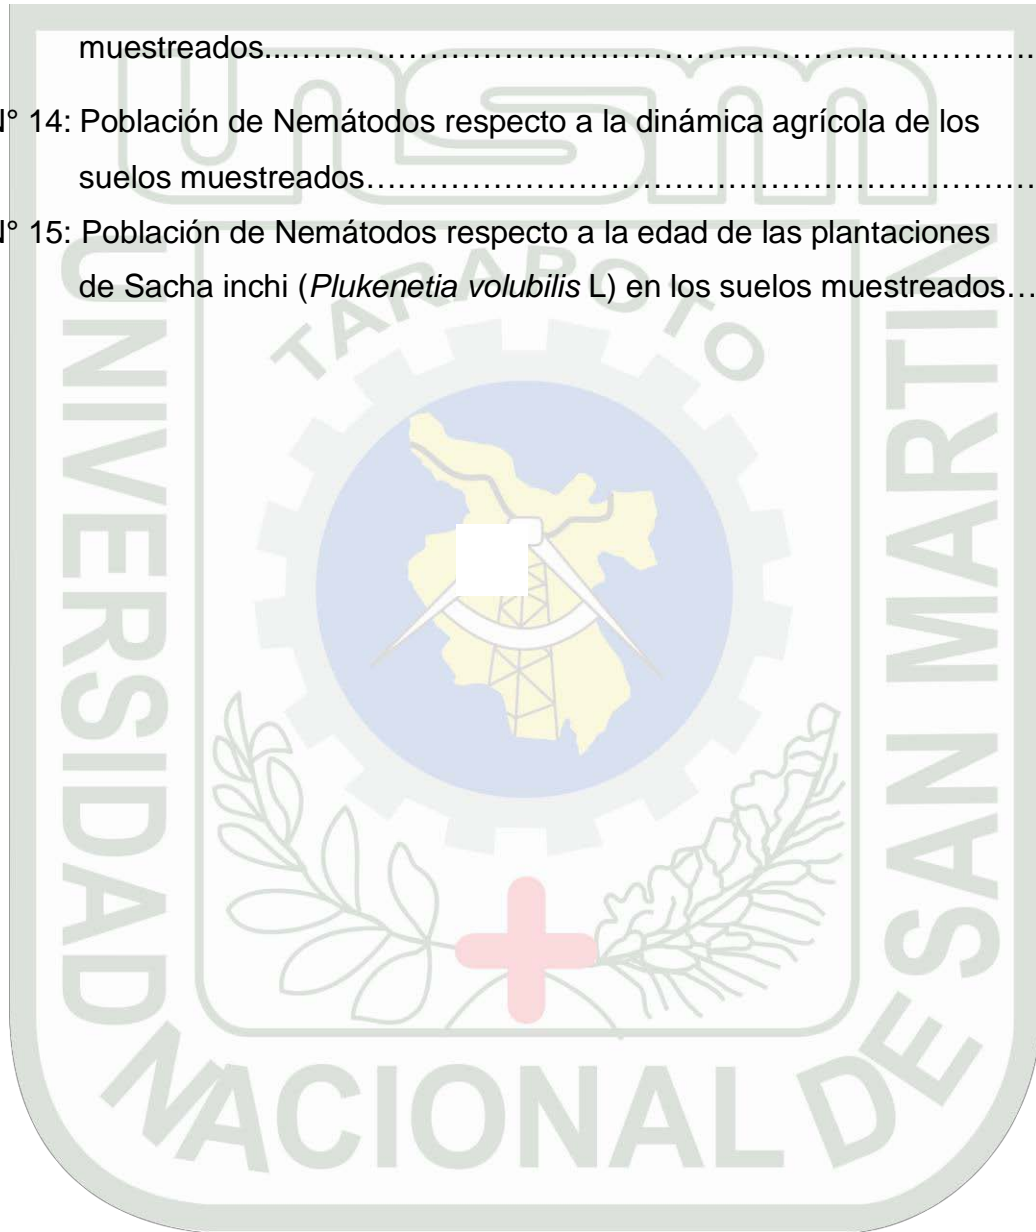 muestreados...……………………………………………………………….
N° 14: Población de Nemátodos respecto a la dinámica agrícola de los
suelos muestreados……………………………………………………….
N° 15: Población de Nemátodos respecto a la edad de las plantaciones
de Sacha inchi (Plukenetia volubilis L) en los suelos muestreados….
unsm
TARAPOTO
UNIVERSIDAD NACIONAL DE SAN MARTIN